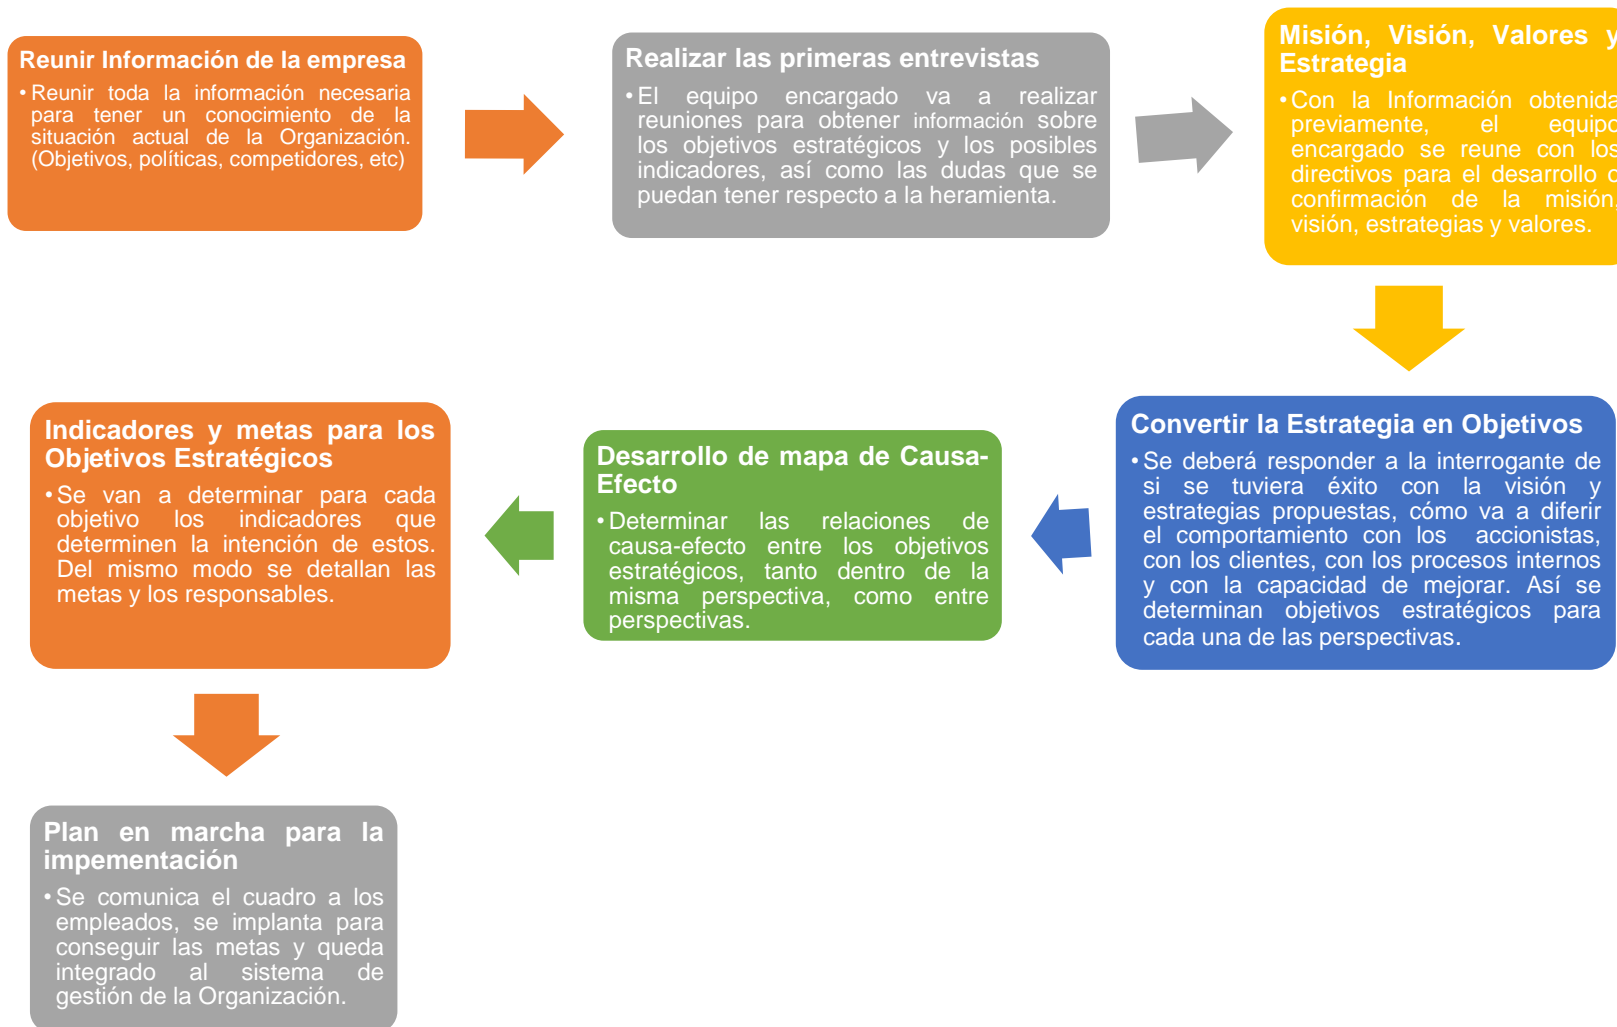 Reunir Información de la empresa
• Reunir toda la información necesaria
para tener un conocimiento de la
situación actual de la Organización.
(Objetivos, políticas, competidores, etc)
Realizar las primeras entrevistas
• El equipo encargado va a realizar
reuniones para obtener información sobre
los objetivos estratégicos y los posibles
indicadores, así como las dudas que se
puedan tener respecto a la heramienta.
Misión, Visión, Valores y
Estrategia
• Con la Información obtenida
previamente, el equipo
encargado se reune con los
directivos para el desarrollo o
confirmación de la misión,
visión, estrategias y valores.
Convertir la Estrategia en Objetivos
• Se deberá responder a la interrogante de
si se tuviera éxito con la visión y
estrategias propuestas, cómo va a diferir
el comportamiento con los accionistas,
con los clientes, con los procesos internos
y con la capacidad de mejorar. Así se
determinan objetivos estratégicos para
cada una de las perspectivas.
Desarrollo de mapa de Causa-
Efecto
• Determinar las relaciones de
causa-efecto entre los objetivos
estratégicos, tanto dentro de la
misma perspectiva, como entre
perspectivas.
Indicadores y metas para los
Objetivos Estratégicos
• Se van a determinar para cada
objetivo los indicadores que
determinen la intención de estos.
Del mismo modo se detallan las
metas y los responsables.
Plan en marcha para la
impementación
• Se comunica el cuadro a los
empleados, se implanta para
conseguir las metas y queda
integrado al sistema de
gestión de la Organización.